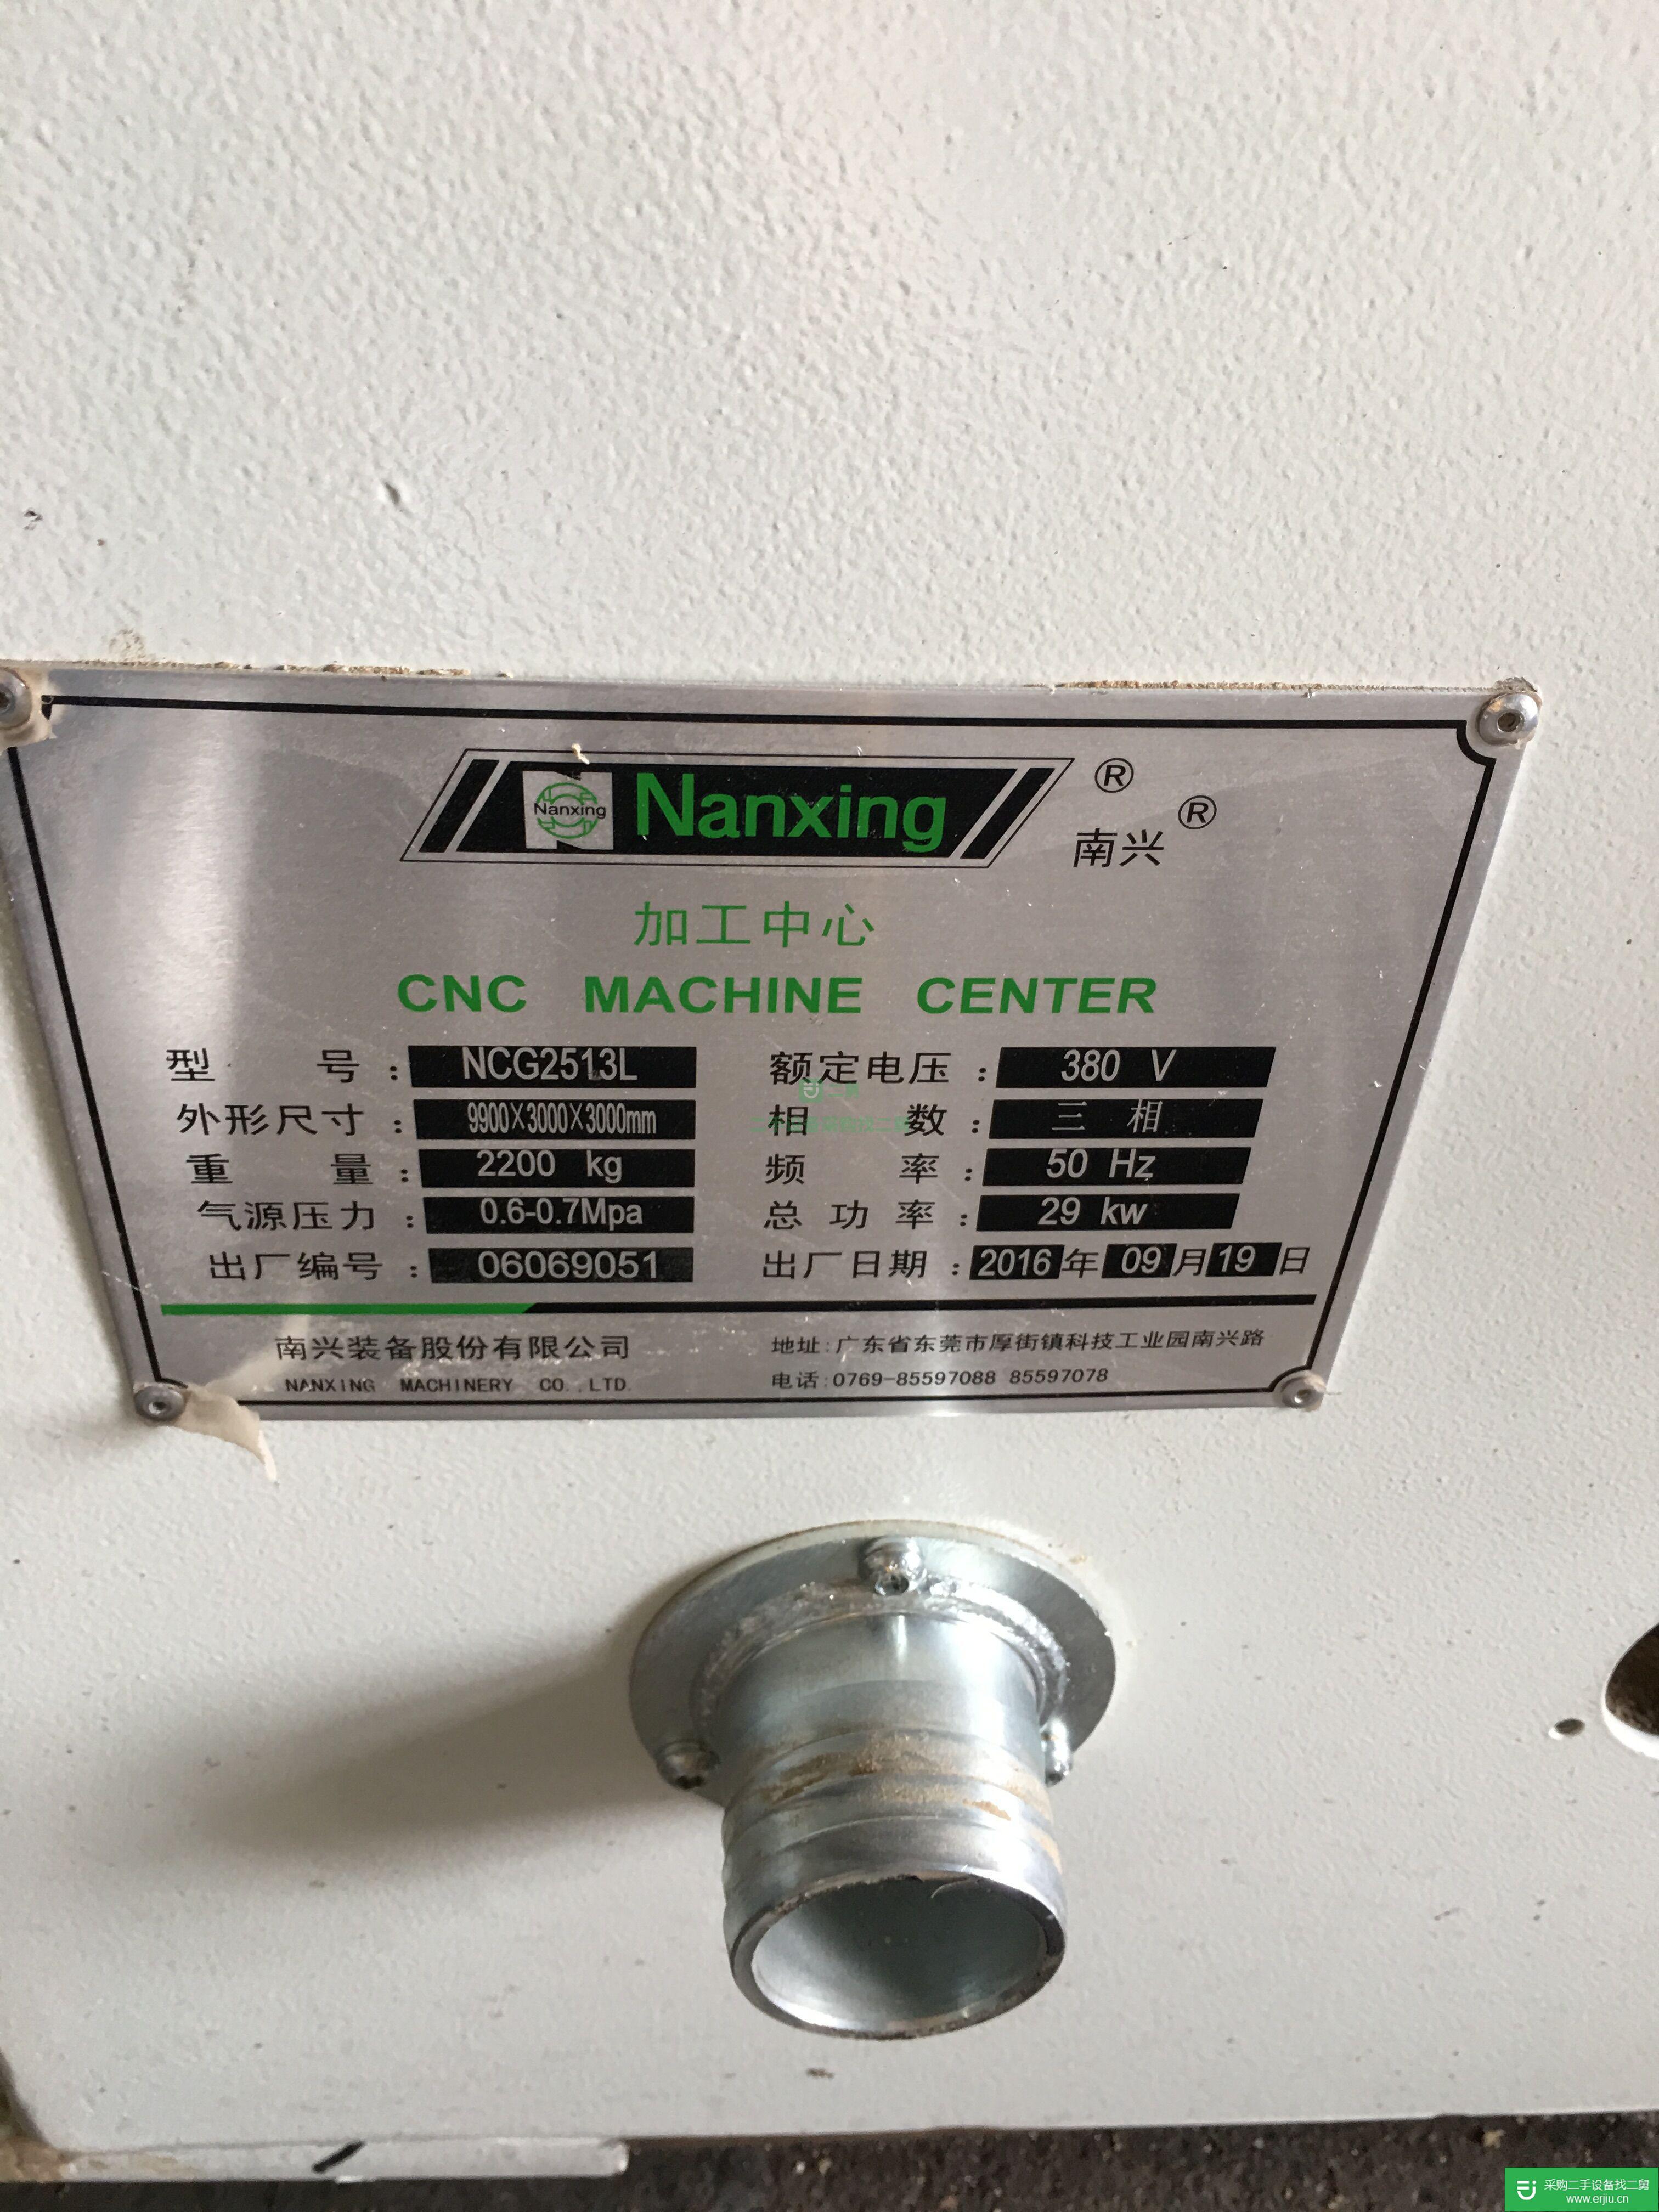 Nanxing Nanxing ®
南兴 ®
加工中心
CNC MACHINE CENTER
型号: NCG2513L 额定电压: 380 V
外形尺寸: 9900×3000×3000mm 相数: 三相
重量: 2200 kg 频率: 50 Hz
气源压力: 0.6-0.7Mpa 总功率: 29 kw
出厂编号: 06069051 出厂日期: 2016年 09月19日
南兴装备股份有限公司 地址:广东省东莞市厚街镇科技工业园南兴路
NANXING MACHINERY CO.,LTD. 电话:0769-85597088 85597078
采购二手设备找二舅
www.erjiu.cn